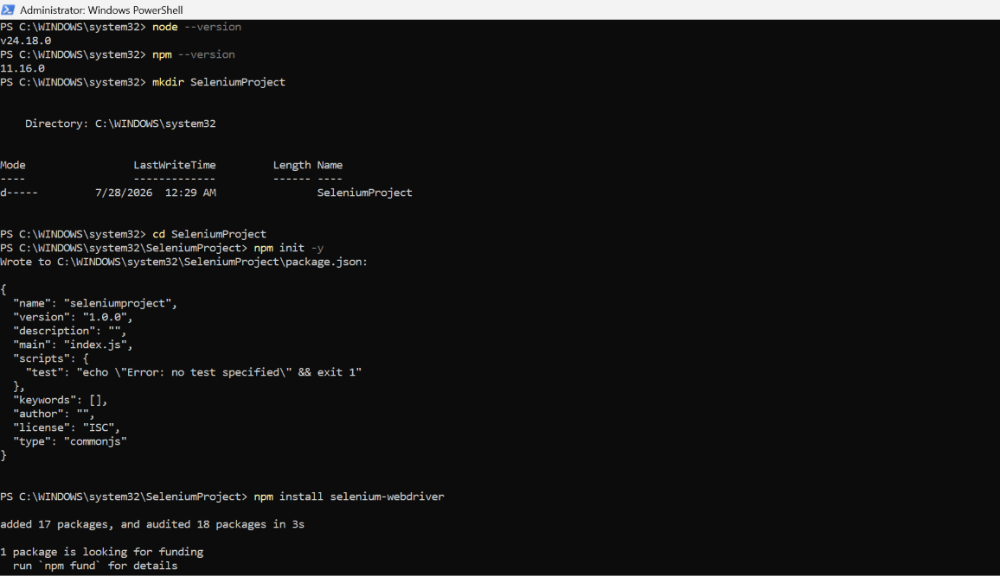 Administrator: Windows PowerShell
PS C:\WINDOWS\system32> node --version
v24.18.0
PS C:\WINDOWS\system32> npm --version
11.16.0
PS C:\WINDOWS\system32> mkdir SeleniumProject
    Directory: C:\WINDOWS\system32
Mode                 LastWriteTime         Length Name
----                 -------------         ------ ----
d-----         7/28/2026  12:29 AM                SeleniumProject
PS C:\WINDOWS\system32> cd SeleniumProject
PS C:\WINDOWS\system32\SeleniumProject> npm init -y
Wrote to C:\WINDOWS\system32\SeleniumProject\package.json:
{
  "name": "seleniumproject",
  "version": "1.0.0",
  "description": "",
  "main": "index.js",
  "scripts": {
    "test": "echo \"Error: no test specified\" && exit 1"
  },
  "keywords": [],
  "author": "",
  "license": "ISC",
  "type": "commonjs"
}
PS C:\WINDOWS\system32\SeleniumProject> npm install selenium-webdriver
added 17 packages, and audited 18 packages in 3s
1 package is looking for funding
  run `npm fund` for details